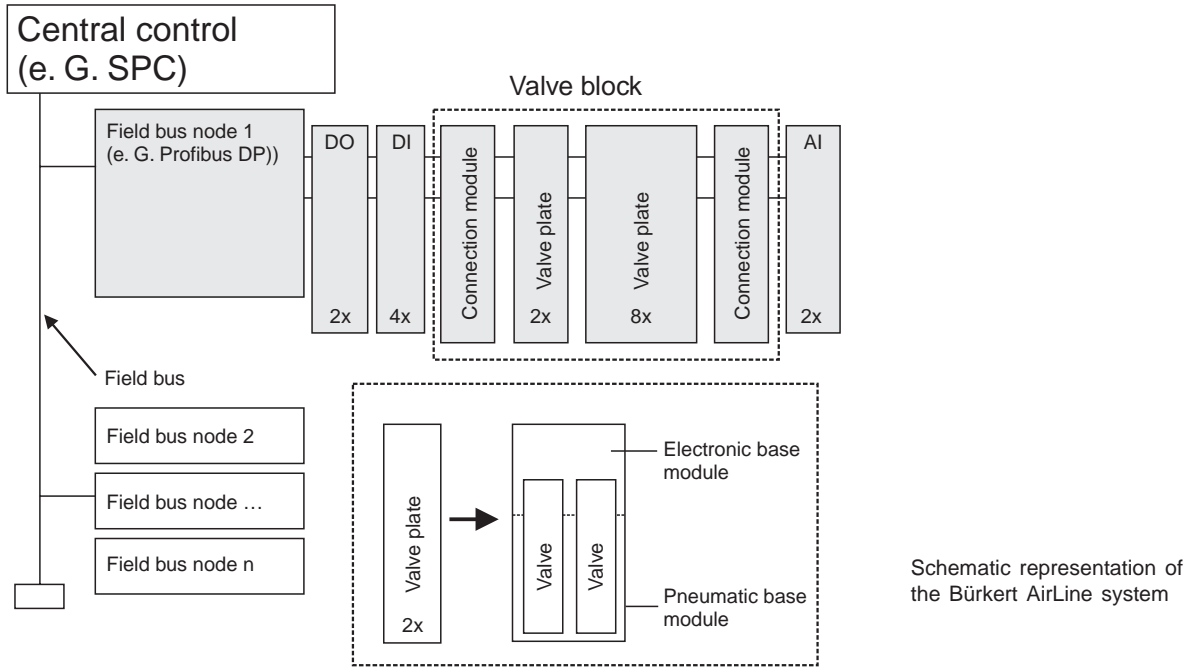 Central control
(e. G. SPC)
Valve block
Field bus node 1
(e. G. Profibus DP))
DO
2x
DI
4x
Connection module
Valve plate
2x
Valve plate
8x
Connection module
AI
2x
Field bus
Field bus node 2
Field bus node …
Field bus node n
Valve plate
2x
Valve
Valve
Electronic base
module
Pneumatic base
module
Schematic representation of
the Bürkert AirLine system